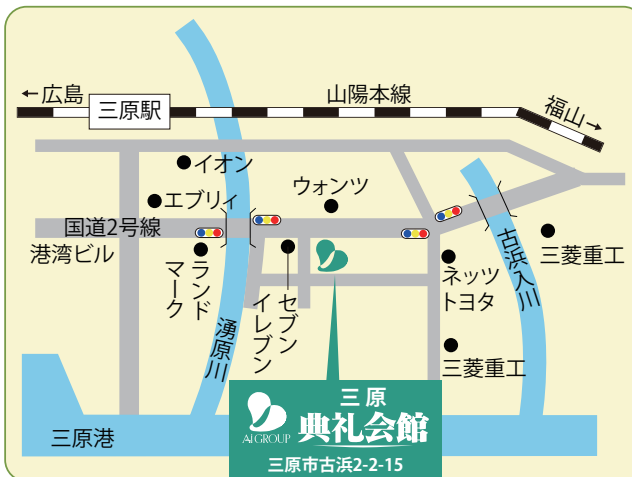 ←広島
三原駅
山陽本線
福山→
イオン
エブリィ
ウォンツ
国道2号線
港湾ビル
ランド
マーク
セブン
イレブン
ネッツ
トヨタ
三菱重工
古浜入川
湧原川
三菱重工
三原港
AI GROUP
三原
典礼会館
三原市古浜2-2-15